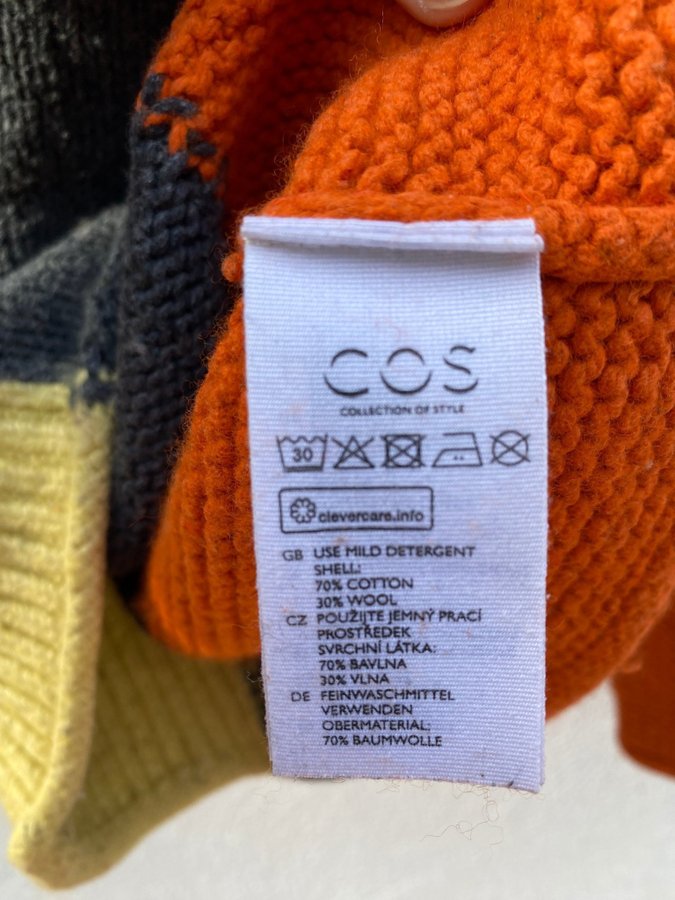 COS
COLLECTION OF STYLE
30
clevercare.info
GB USE MILD DETERGENT
SHELL:
70% COTTON
30% WOOL
CZ POUŽIJTE JEMNÝ PRACÍ
PROSTŘEDEK
SVRCHNÍ LÁTKA:
70% BAVLNA
30% VLNA
DE FEINWASCHMITTEL
VERWENDEN
OBERMATERIAL:
70% BAUMWOLLE